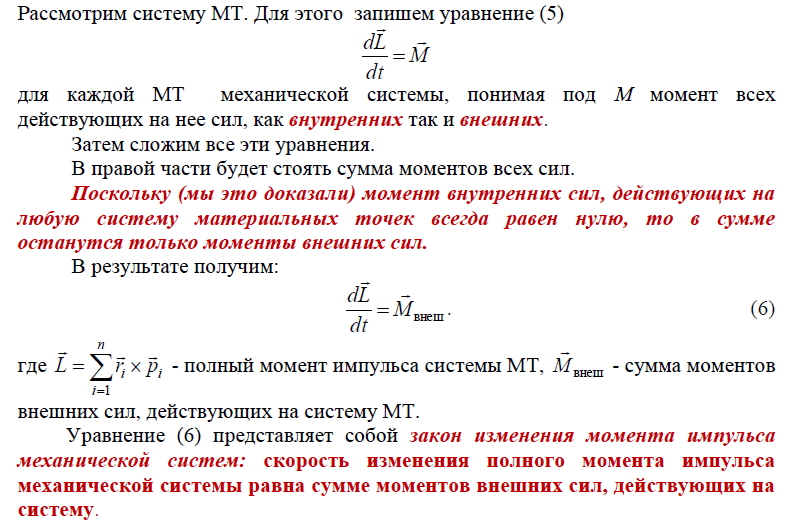 Рассмотрим систему МТ. Для этого запишем уравнение (5)
dL⃗/dt = M⃗
для каждой МТ механической системы, понимая под M момент всех
действующих на нее сил, как внутренних так и внешних.
Затем сложим все эти уравнения.
В правой части будет стоять сумма моментов всех сил.
Поскольку (мы это доказали) момент внутренних сил, действующих на
любую систему материальных точек всегда равен нулю, то в сумме
останутся только моменты внешних сил.
В результате получим:
dL⃗/dt = M⃗внеш . (6)
где L⃗ = ∑ⁿᵢ₌₁ r⃗ᵢ × p⃗ᵢ - полный момент импульса системы МТ, M⃗внеш - сумма моментов
внешних сил, действующих на систему МТ.
Уравнение (6) представляет собой закон изменения момента импульса
механической систем: скорость изменения полного момента импульса
механической системы равна сумме моментов внешних сил, действующих на
систему.